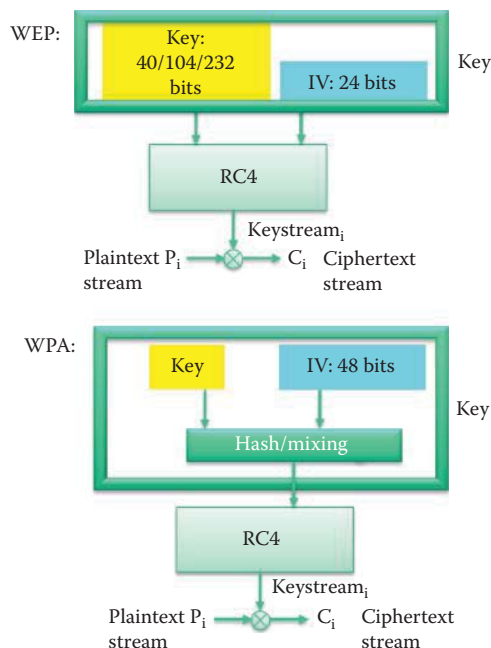 WEP:
Key:
40/104/232
bits
IV: 24 bits
Key
RC4
Keystreamᵢ
Plaintext Pᵢ
stream
Cᵢ
Ciphertext
stream
WPA:
Key
IV: 48 bits
Key
Hash/mixing
RC4
Keystreamᵢ
Plaintext Pᵢ
stream
Cᵢ
Ciphertext
stream